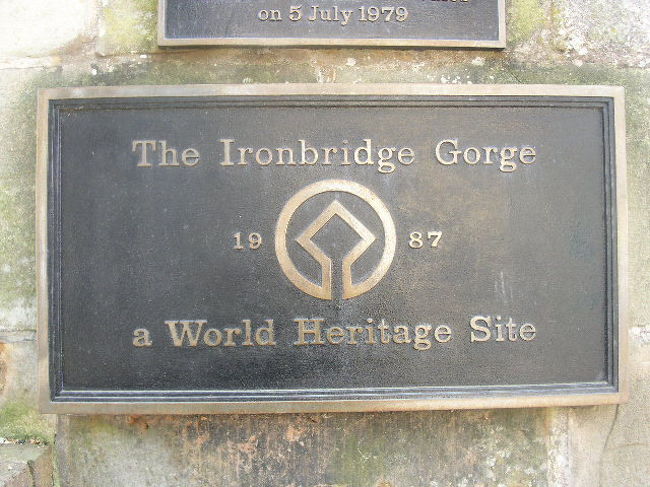 on 5 July 1979
The Ironbridge Gorge
19 87
a World Heritage Site